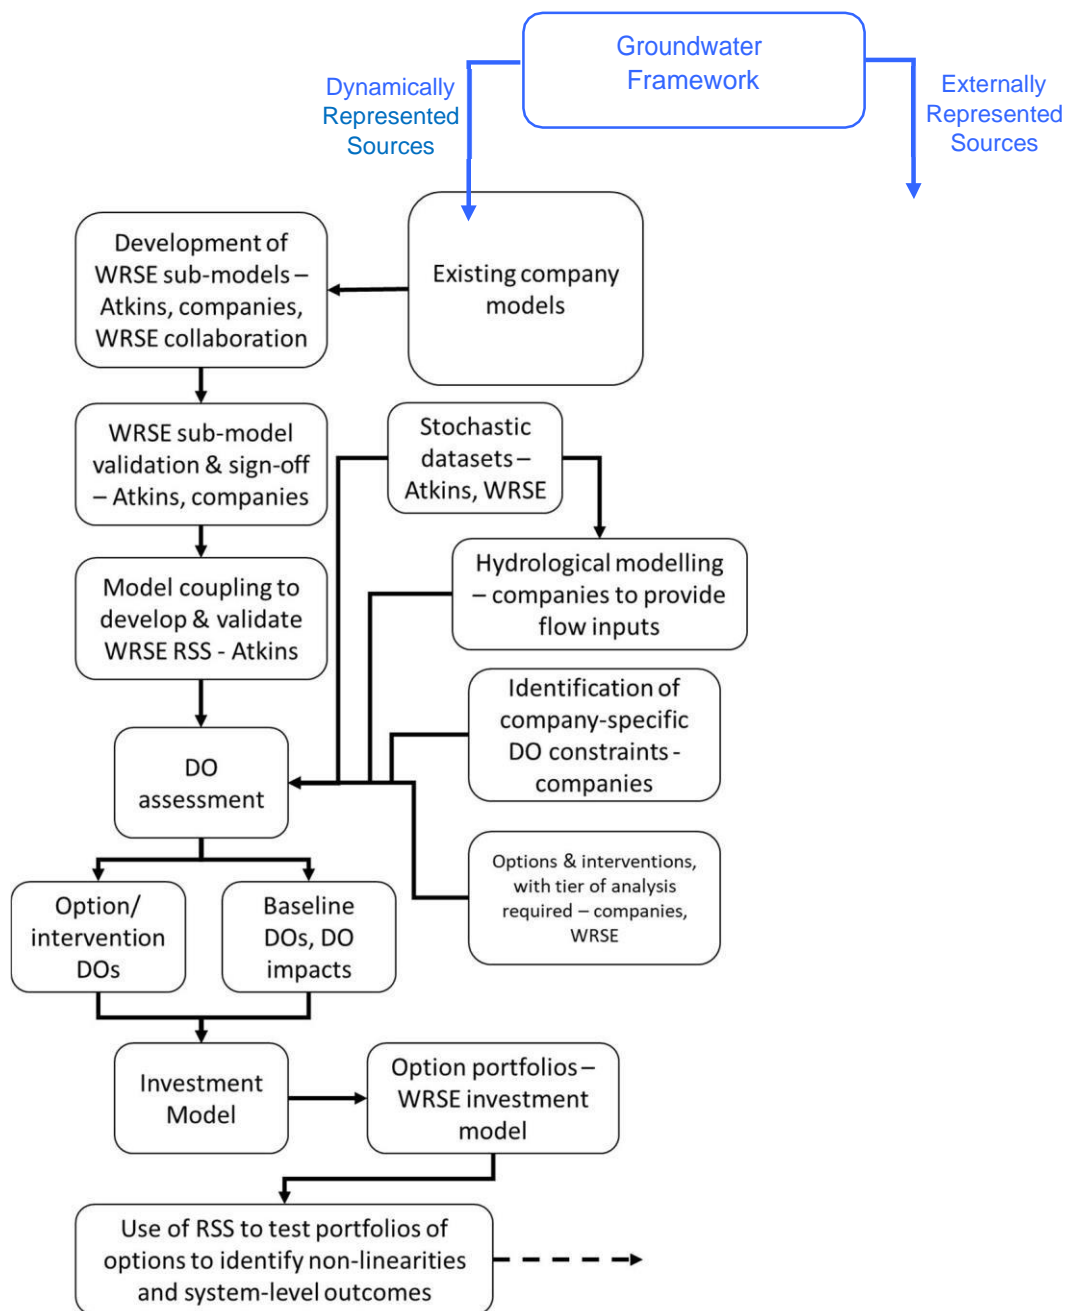 Groundwater
Framework
Dynamically
Represented
Sources
Externally
Represented
Sources
Existing company
models
Development of
WRSE sub-models –
Atkins, companies,
WRSE collaboration
WRSE sub-model
validation & sign-off
– Atkins, companies
Stochastic
datasets –
Atkins, WRSE
Model coupling to
develop & validate
WRSE RSS - Atkins
Hydrological modelling
– companies to provide
flow inputs
Identification of
company-specific
DO constraints -
companies
DO
assessment
Options & interventions,
with tier of analysis
required – companies,
WRSE
Option/
intervention
DOs
Baseline
DOs, DO
impacts
Investment
Model
Option portfolios –
WRSE investment
model
Use of RSS to test portfolios of
options to identify non-linearities
and system-level outcomes